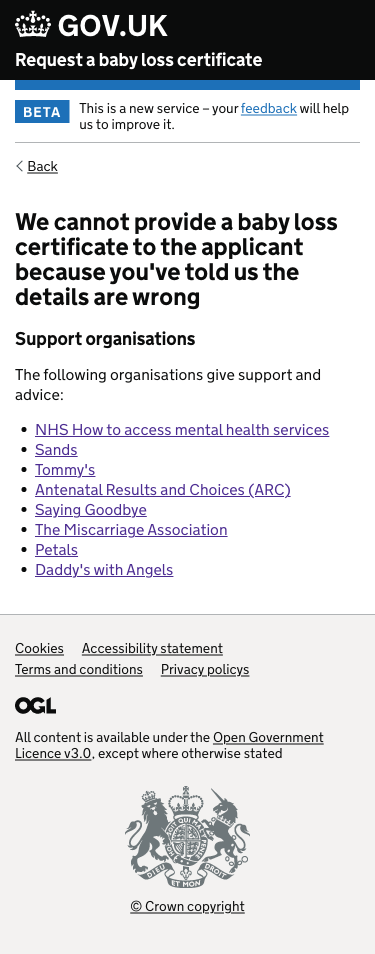 GOV.UK
Request a baby loss certificate
BETA
This is a new service – your feedback will help
us to improve it.
Back
We cannot provide a baby loss
certificate to the applicant
because you've told us the
details are wrong
Support organisations
The following organisations give support and
advice:
NHS How to access mental health services
Sands
Tommy's
Antenatal Results and Choices (ARC)
Saying Goodbye
The Miscarriage Association
Petals
Daddy's with Angels
Cookies Accessibility statement
Terms and conditions Privacy policys
OGL
All content is available under the Open Government
Licence v3.0, except where otherwise stated
DIEU ET MON DROIT
© Crown copyright